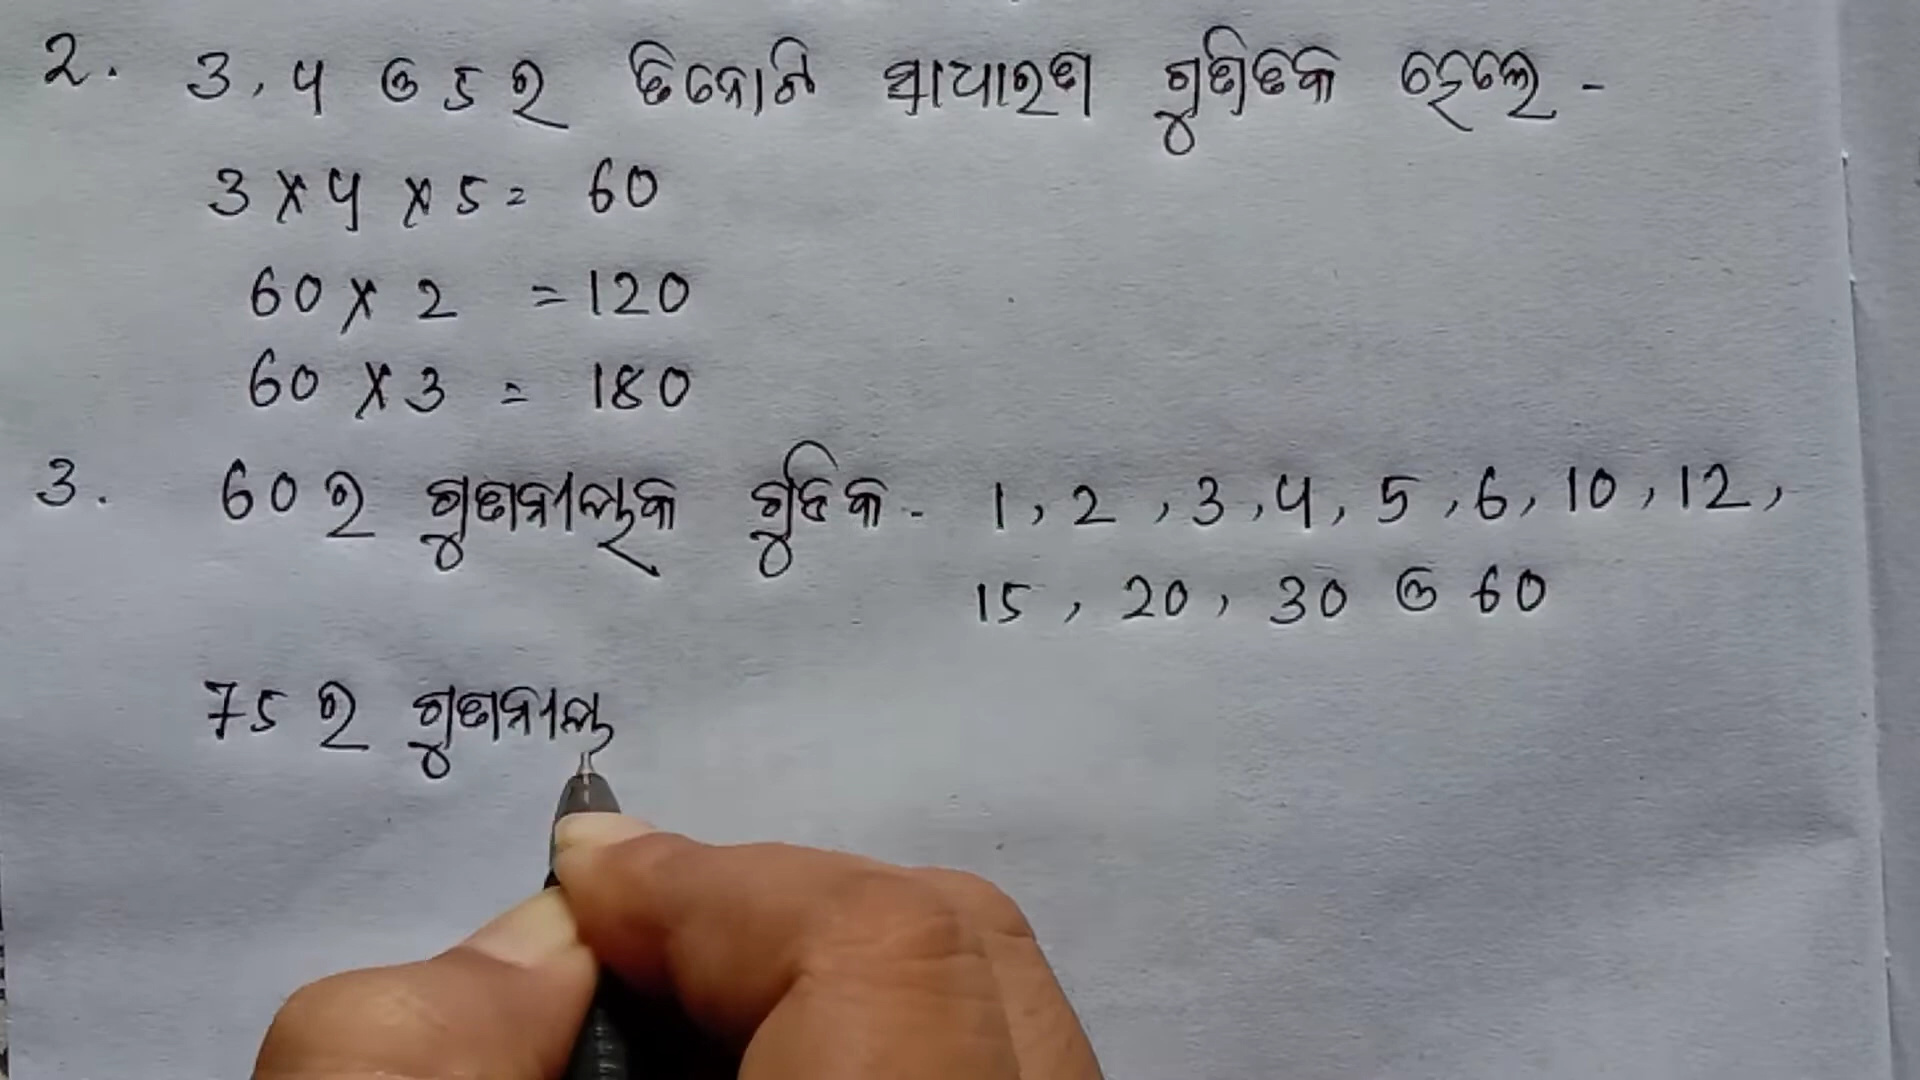 2. 3, 4 ଓ 5 ର ତିନୋଟି ସାଧାରଣ ଗୁଣିତକ ହେଲେ -
3 x 4 x 5 = 60
60 x 2 = 120
60 x 3 = 180
3. 60 ର ଗୁଣନୀୟକ ଗୁଡିକ - 1, 2, 3, 4, 5, 6, 10, 12,
15, 20, 30 ଓ 60
75 ର ଗୁଣନୀୟ